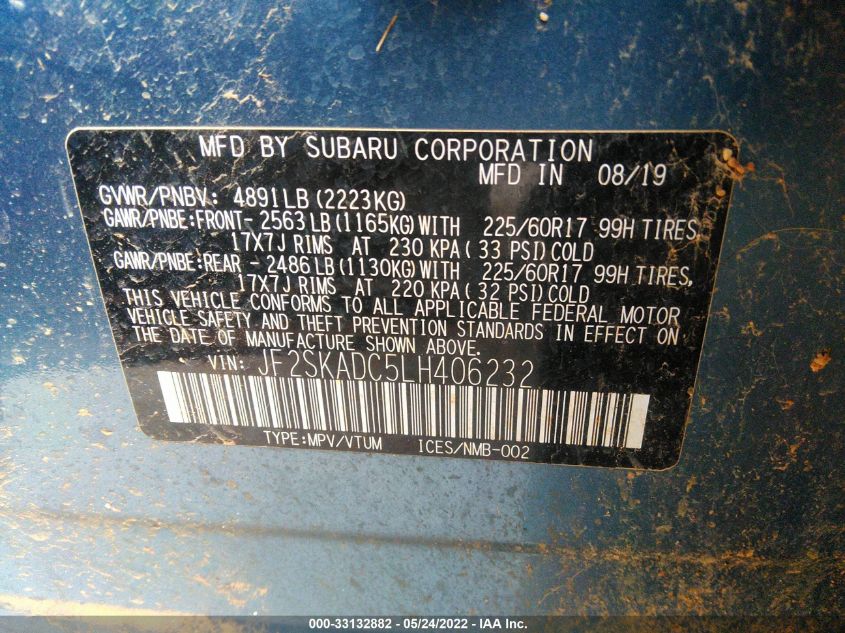 MFD BY SUBARU CORPORATION
MFD IN 08/19
GVWR/PNBV: 4891LB (2223KG)
GAWR/PNBE:FRONT-2563LB(1165KG)WITH 225/60R17 99H TIRES,
17X7J RIMS AT 230 KPA(33 PSI)COLD
GAWR/PNBE:REAR -2486LB(1130KG)WITH 225/60R17 99H TIRES,
17X7J RIMS AT 220 KPA(32 PSI)COLD
THIS VEHICLE CONFORMS TO ALL APPLICABLE FEDERAL MOTOR
VEHICLE SAFETY AND THEFT PREVENTION STANDARDS IN EFFECT ON
THE DATE OF MANUFACTURE SHOWN ABOVE.
VIN: JF2SKADC5LH406232
TYPE:MPV/VTUM ICES/NMB-002
000-33132882 - 05/24/2022 - IAA Inc.